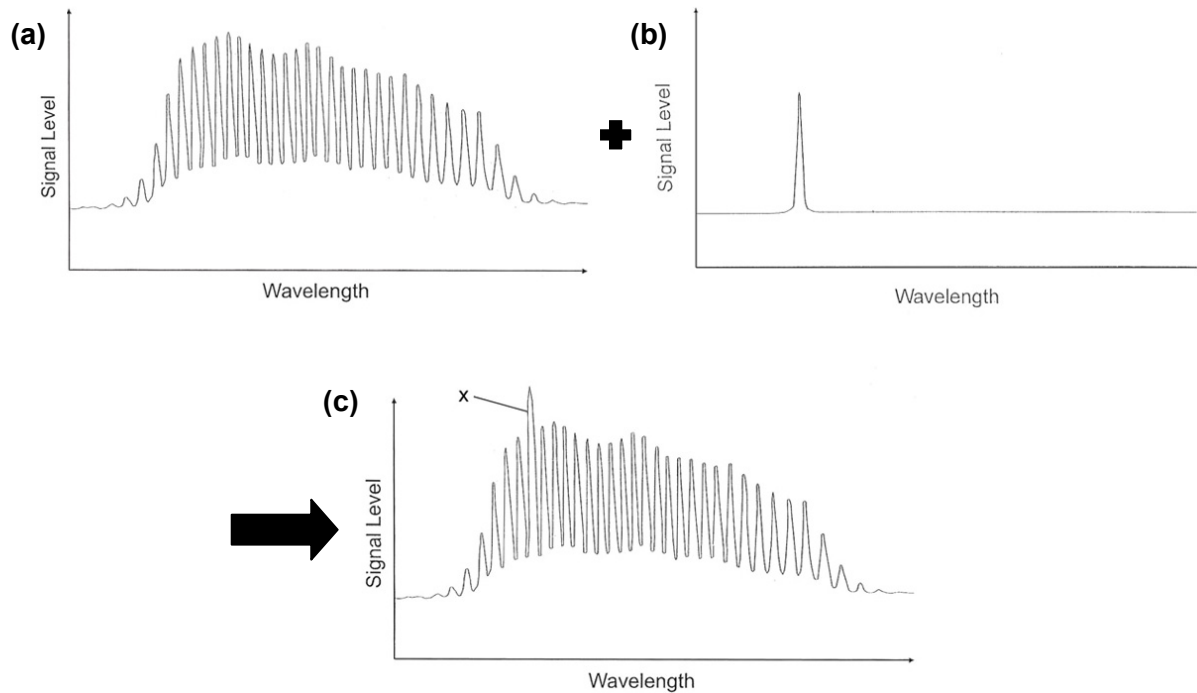 (a)
Signal Level
Wavelength
(b)
Signal Level
Wavelength
(c)
x
Signal Level
Wavelength